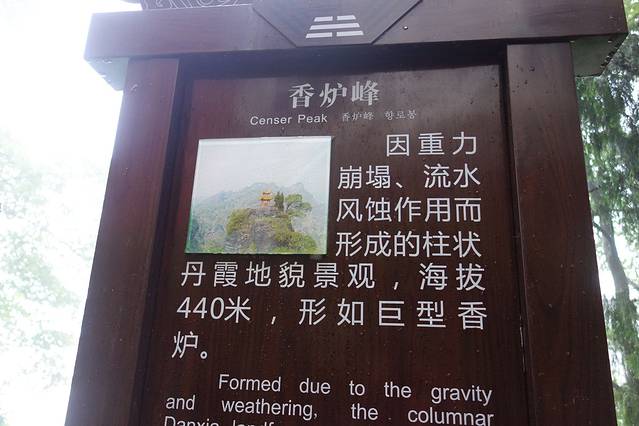 香炉峰
Censer Peak 香炉峰 향로봉
因重力
崩塌、流水
风蚀作用而
形成的柱状
丹霞地貌景观，海拔
440米，形如巨型香
炉。
Formed due to the gravity
and weathering, the columnar
Danxia